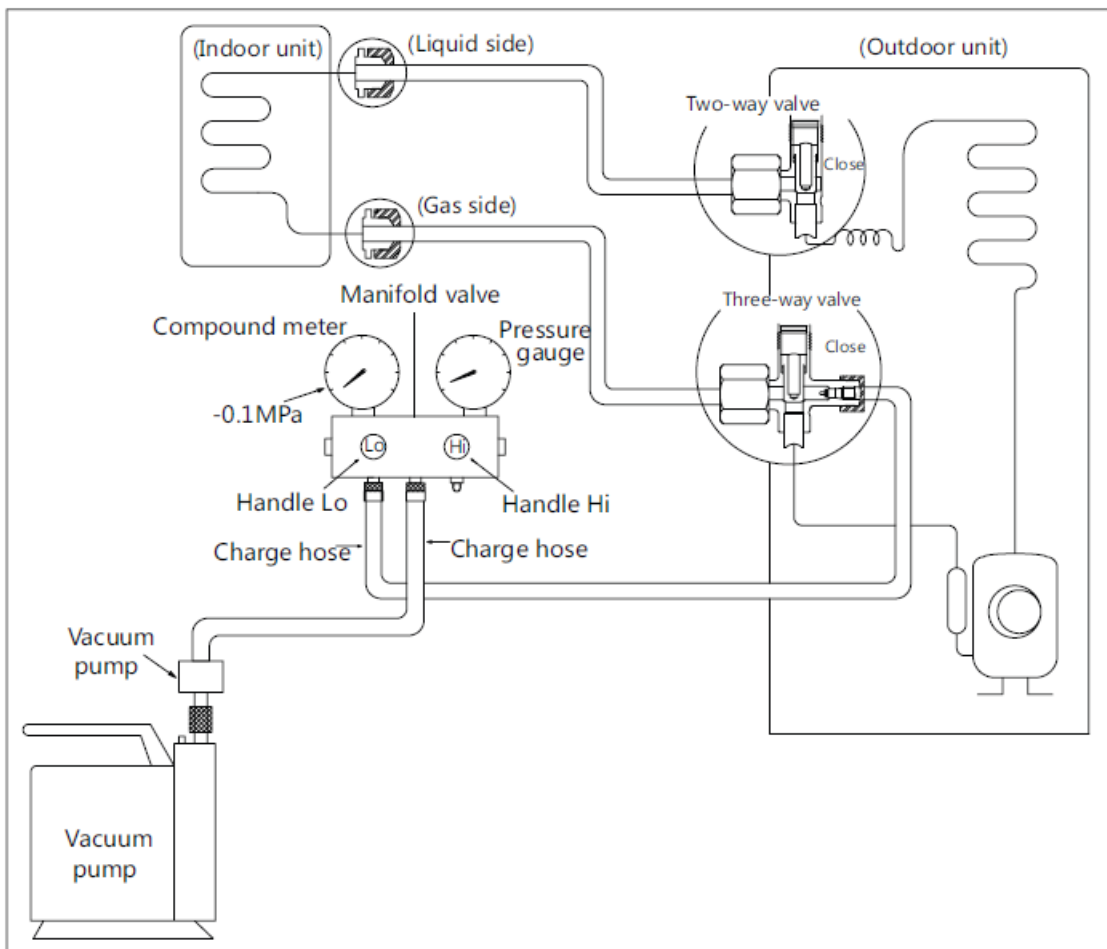 (Indoor unit)
(Liquid side)
(Outdoor unit)
Two-way valve
Close
(Gas side)
Manifold valve
Three-way valve
Compound meter
Pressure
gauge
Close
-0.1MPa
Lo
Hi
Handle Lo
Handle Hi
Charge hose
Charge hose
Vacuum
pump
Vacuum
pump